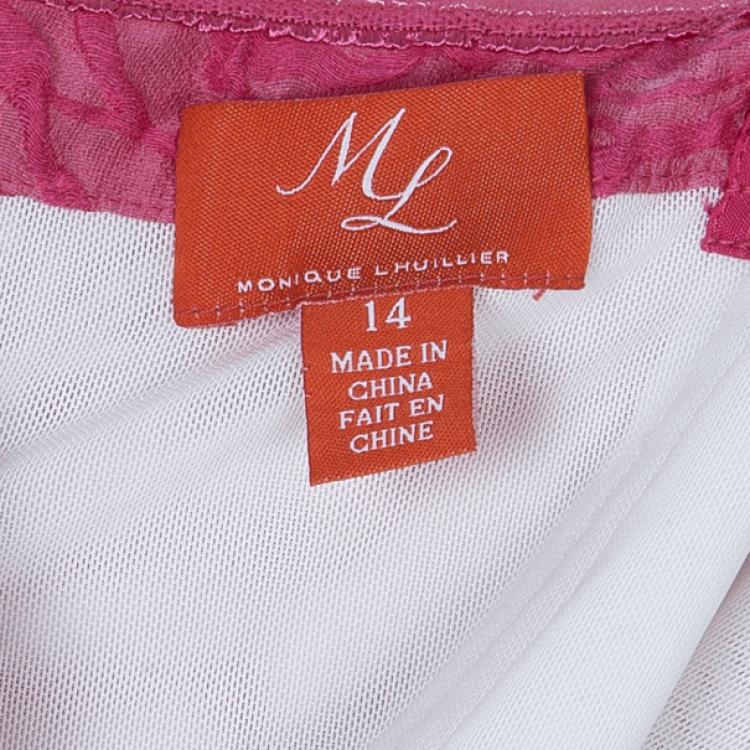 ML
MONIQUE LHUILLIER
14
MADE IN
CHINA
FAIT EN
CHINE